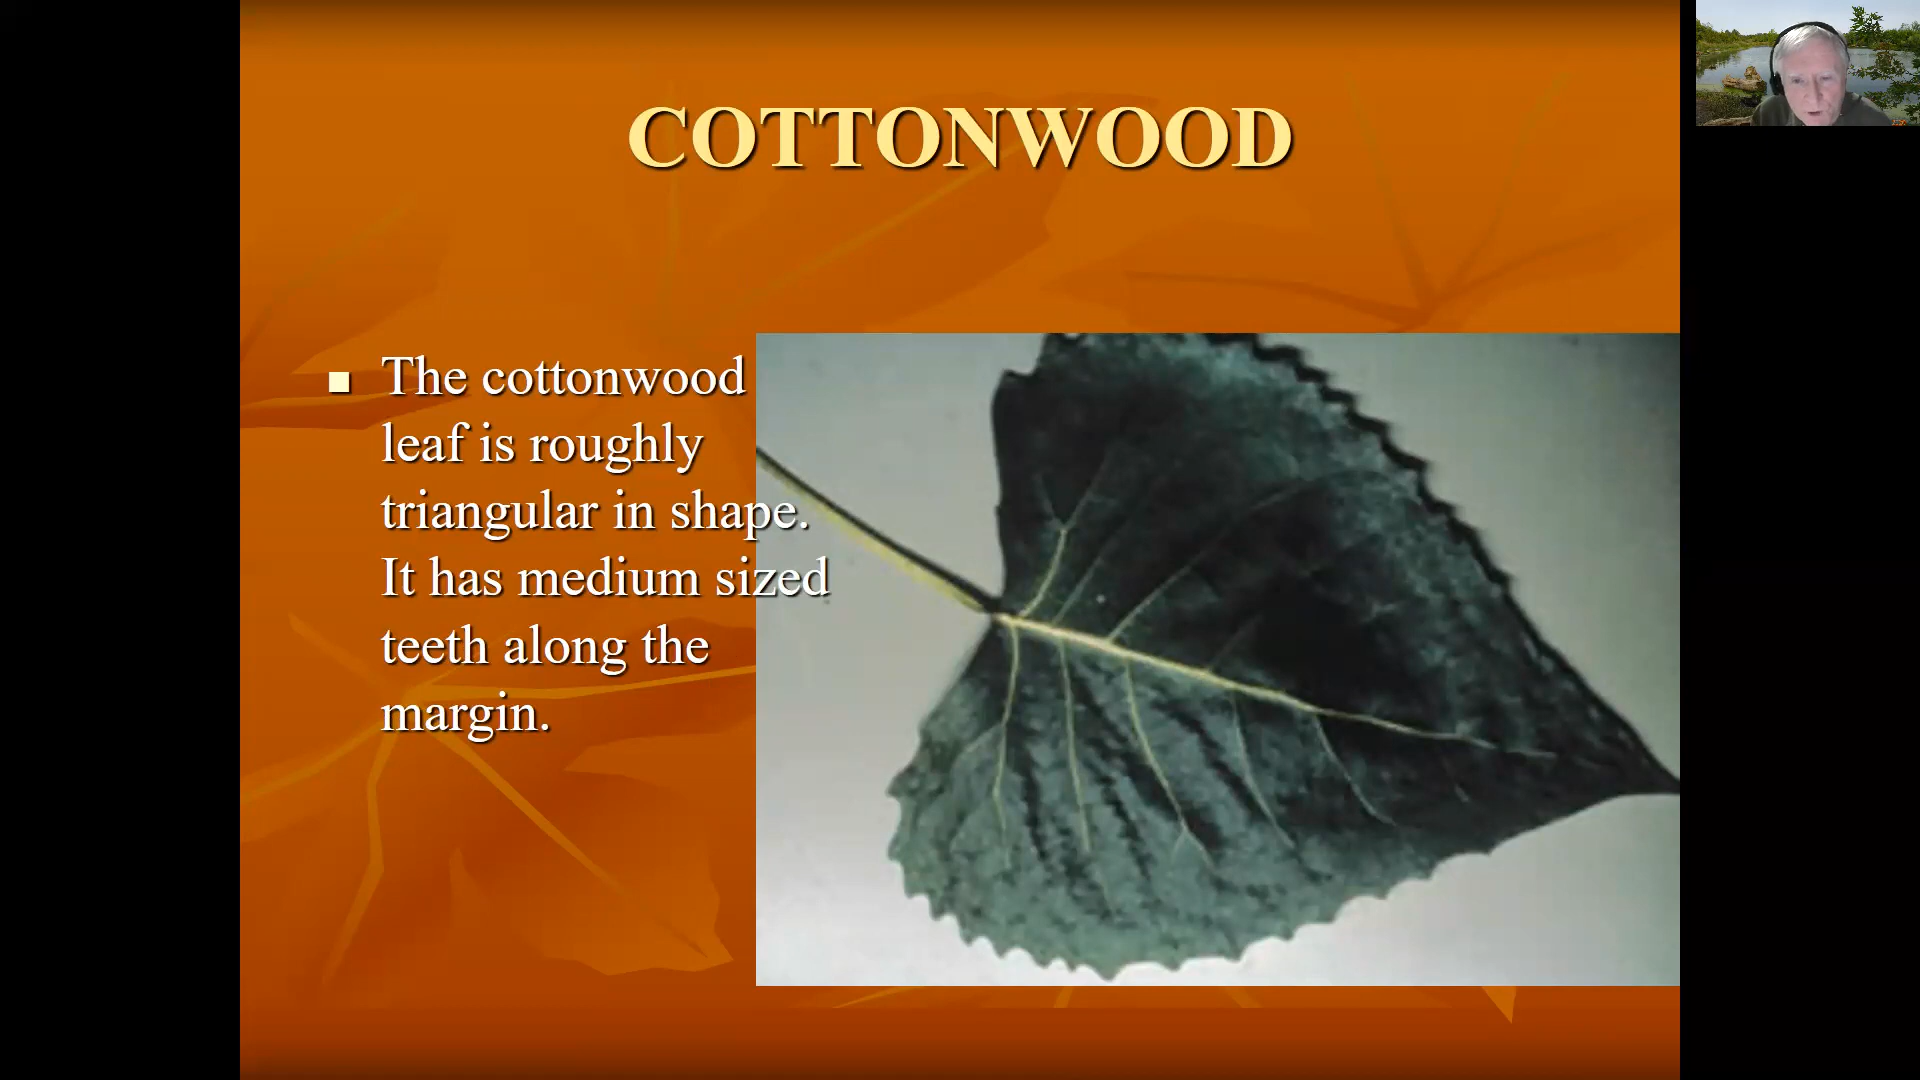 COTTONWOOD
The cottonwood
leaf is roughly
triangular in shape.
It has medium sized
teeth along the
margin.